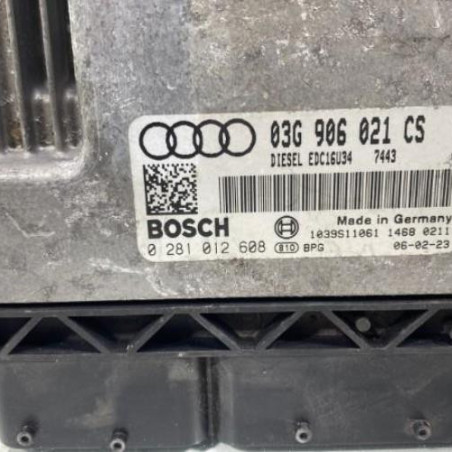 03G 906 021 CS
DIESEL EDC16U34 7443
BOSCH
Made in Germany
1039S11061 1468 0211
0 281 012 608 810 BPG 06-02-23